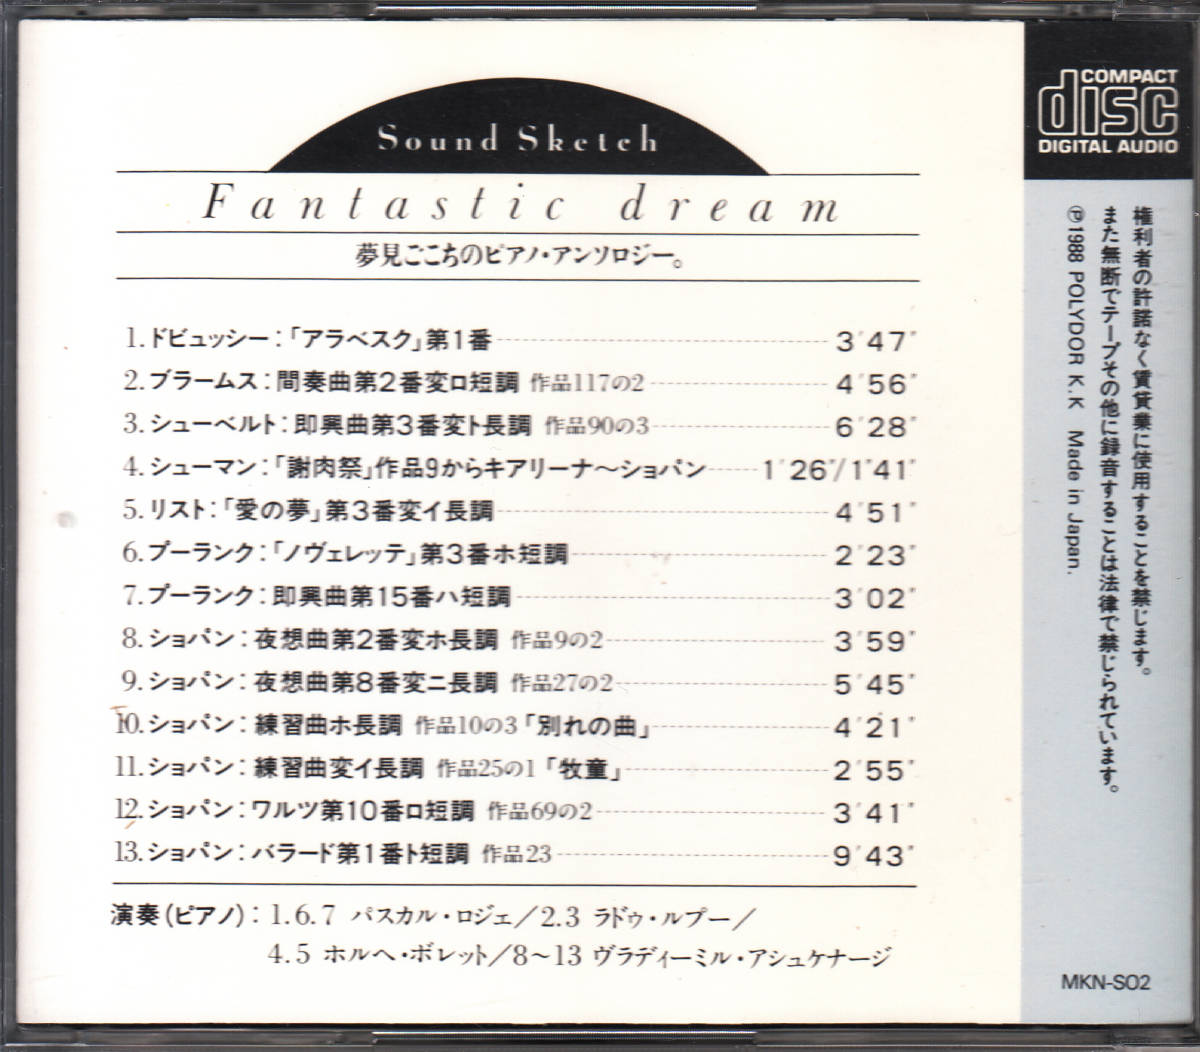 Sound Sketch
Fantastic dream
夢見ごこちのピアノ・アンソロジー。
1.ドビュッシー:「アラベスク」第1番 3'47"
2.ブラームス:間奏曲第2番変ロ短調 作品117の2 4'56"
3.シューベルト:即興曲第3番変ト長調 作品90の3 6'28"
4.シューマン:「謝肉祭」作品9からキアリーナ〜ショパン 1'26"/1'41"
5.リスト:「愛の夢」第3番変イ長調 4'51"
6.プーランク:「ノヴェレッテ」第3番ホ短調 2'23"
7.プーランク:即興曲第15番ハ短調 3'02"
8.ショパン:夜想曲第2番変ホ長調 作品9の2 3'59"
9.ショパン:夜想曲第8番変ニ長調 作品27の2 5'45"
10.ショパン:練習曲ホ長調 作品10の3「別れの曲」 4'21"
11.ショパン:練習曲変イ長調 作品25の1「牧童」 2'55"
12.ショパン:ワルツ第10番ロ短調 作品69の2 3'41"
13.ショパン:バラード第1番ト短調 作品23 9'43"
演奏(ピアノ):1.6.7 パスカル・ロジェ/2.3 ラドゥ・ルプー/
4.5 ホルヘ・ボレット/8〜13 ヴラディーミル・アシュケナージ
COMPACT
disc
DIGITAL AUDIO
権利者の許諾なく賃貸業に使用することを禁じます。
また無断でテープその他に録音することは法律で禁じられています。
℗1988 POLYDOR K.K Made in Japan.
MKN-S02